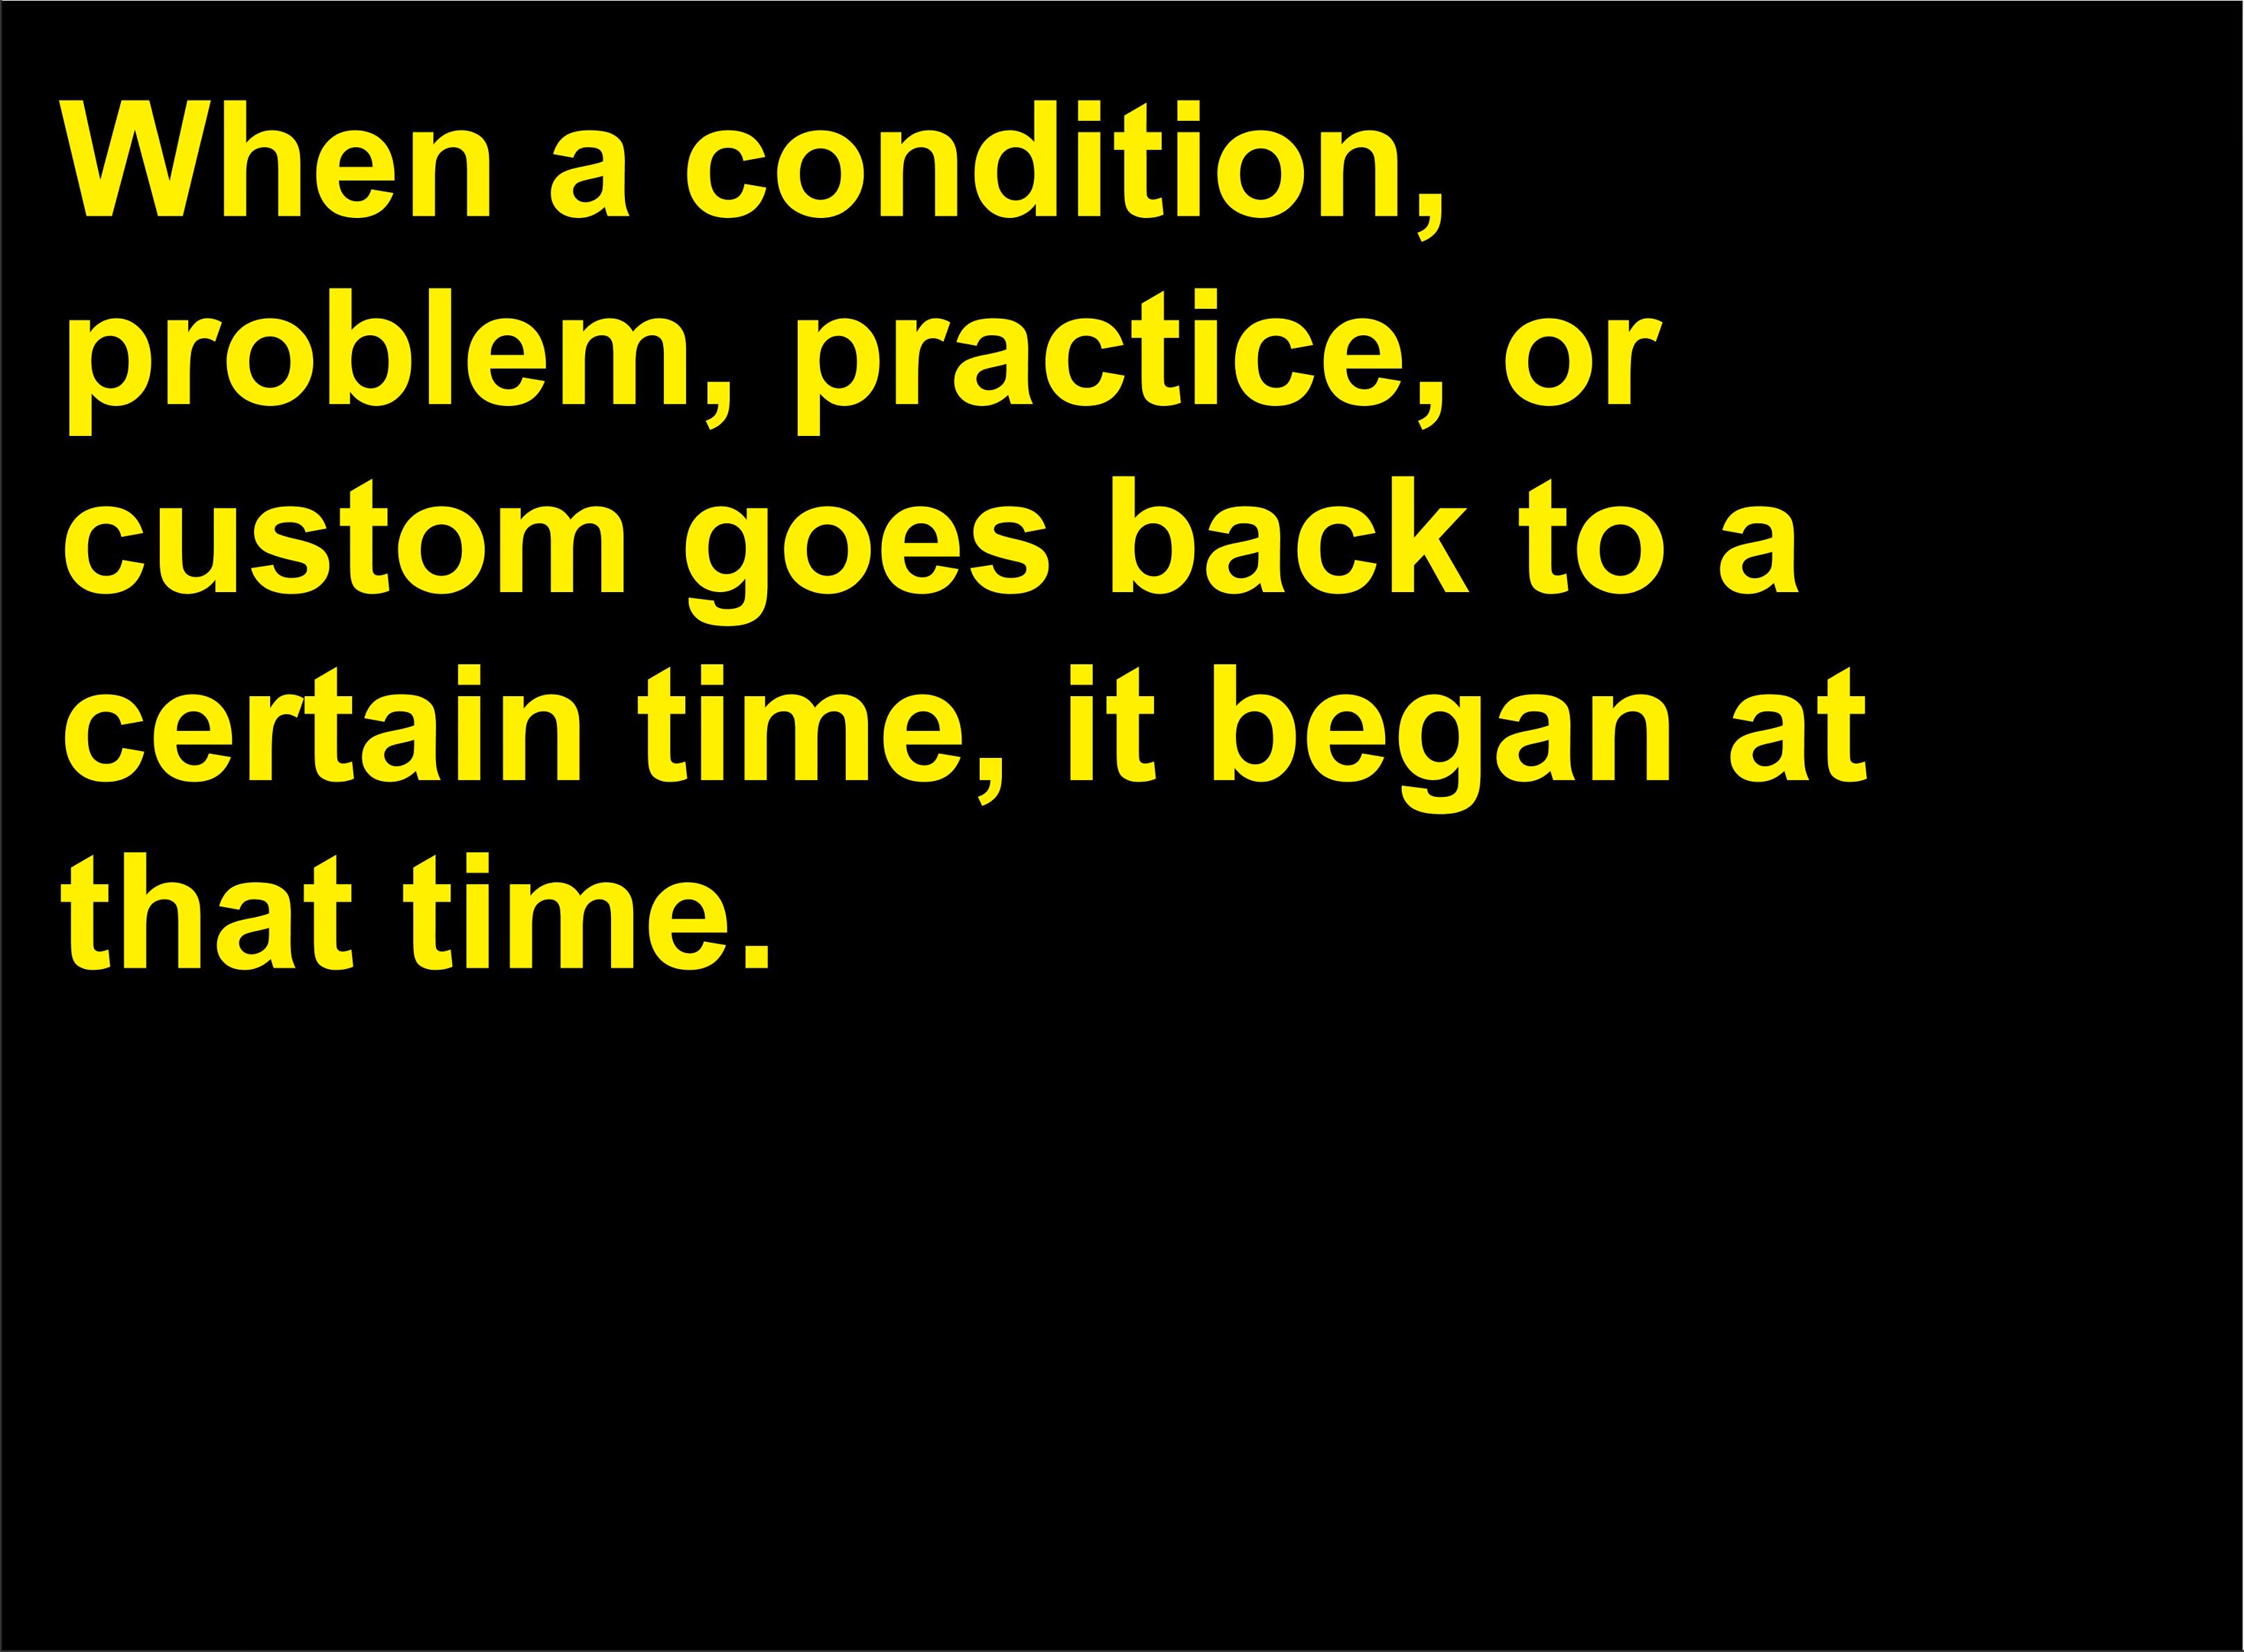 When a condition,
problem, practice, or
custom goes back to a
certain time, it began at
that time.